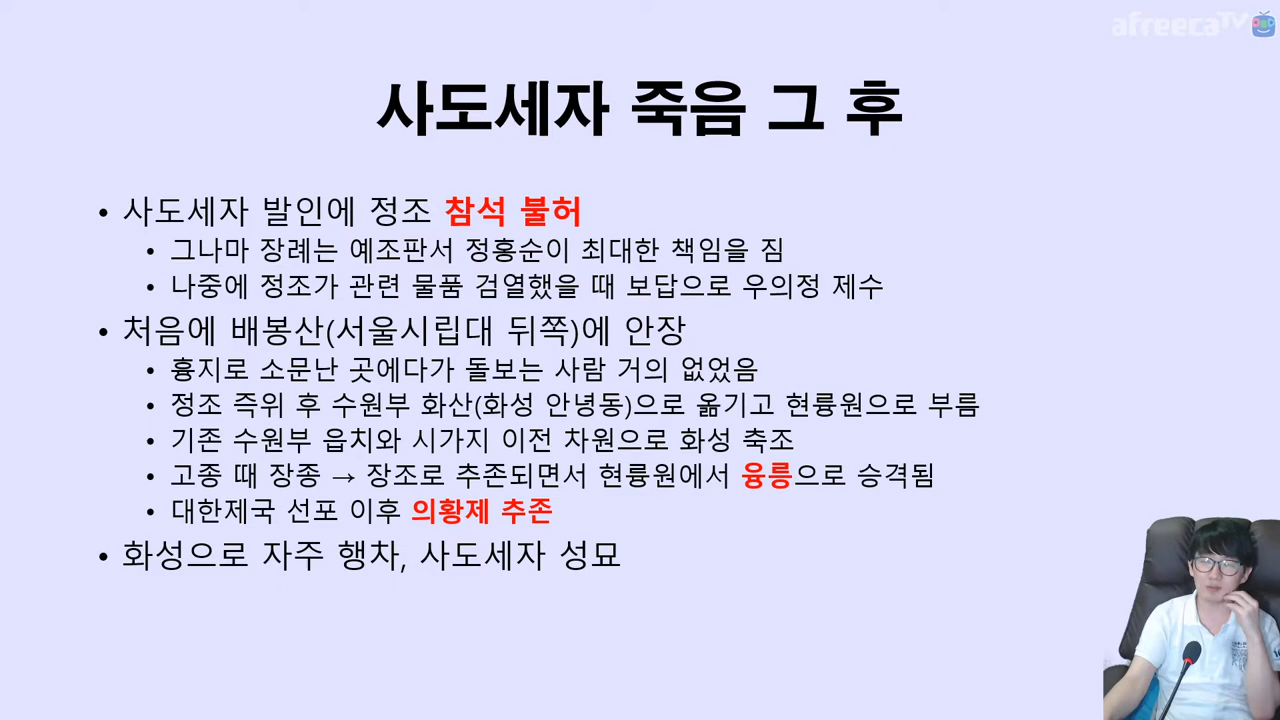 afreecaTV
사도세자 죽음 그 후
• 사도세자 발인에 정조 참석 불허
• 그나마 장례는 예조판서 정홍순이 최대한 책임을 짐
• 나중에 정조가 관련 물품 검열했을 때 보답으로 우의정 제수
• 처음에 배봉산(서울시립대 뒤쪽)에 안장
• 흉지로 소문난 곳에다가 돌보는 사람 거의 없었음
• 정조 즉위 후 수원부 화산(화성 안녕동)으로 옮기고 현륭원으로 부름
• 기존 수원부 읍치와 시가지 이전 차원으로 화성 축조
• 고종 때 장종 → 장조로 추존되면서 현륭원에서 융릉으로 승격됨
• 대한제국 선포 이후 의황제 추존
• 화성으로 자주 행차, 사도세자 성묘